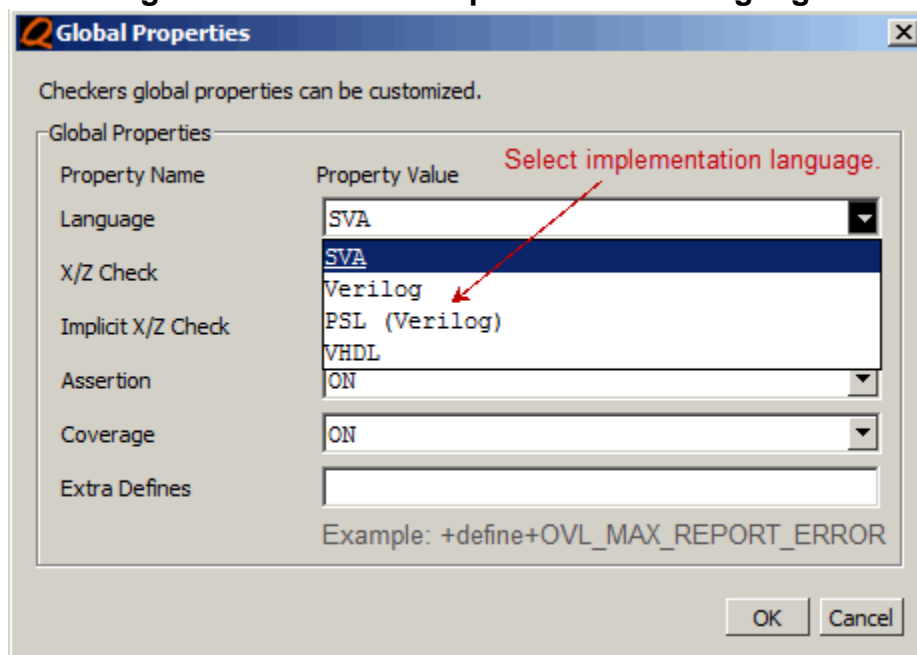 Global Properties
Checkers global properties can be customized.
Global Properties
Select implementation language.
Property Name Property Value
Language SVA
SVA
X/Z Check
Verilog
PSL (Verilog)
Implicit X/Z Check
VHDL
Assertion ON
Coverage ON
Extra Defines
Example: +define+OVL_MAX_REPORT_ERROR
OK Cancel